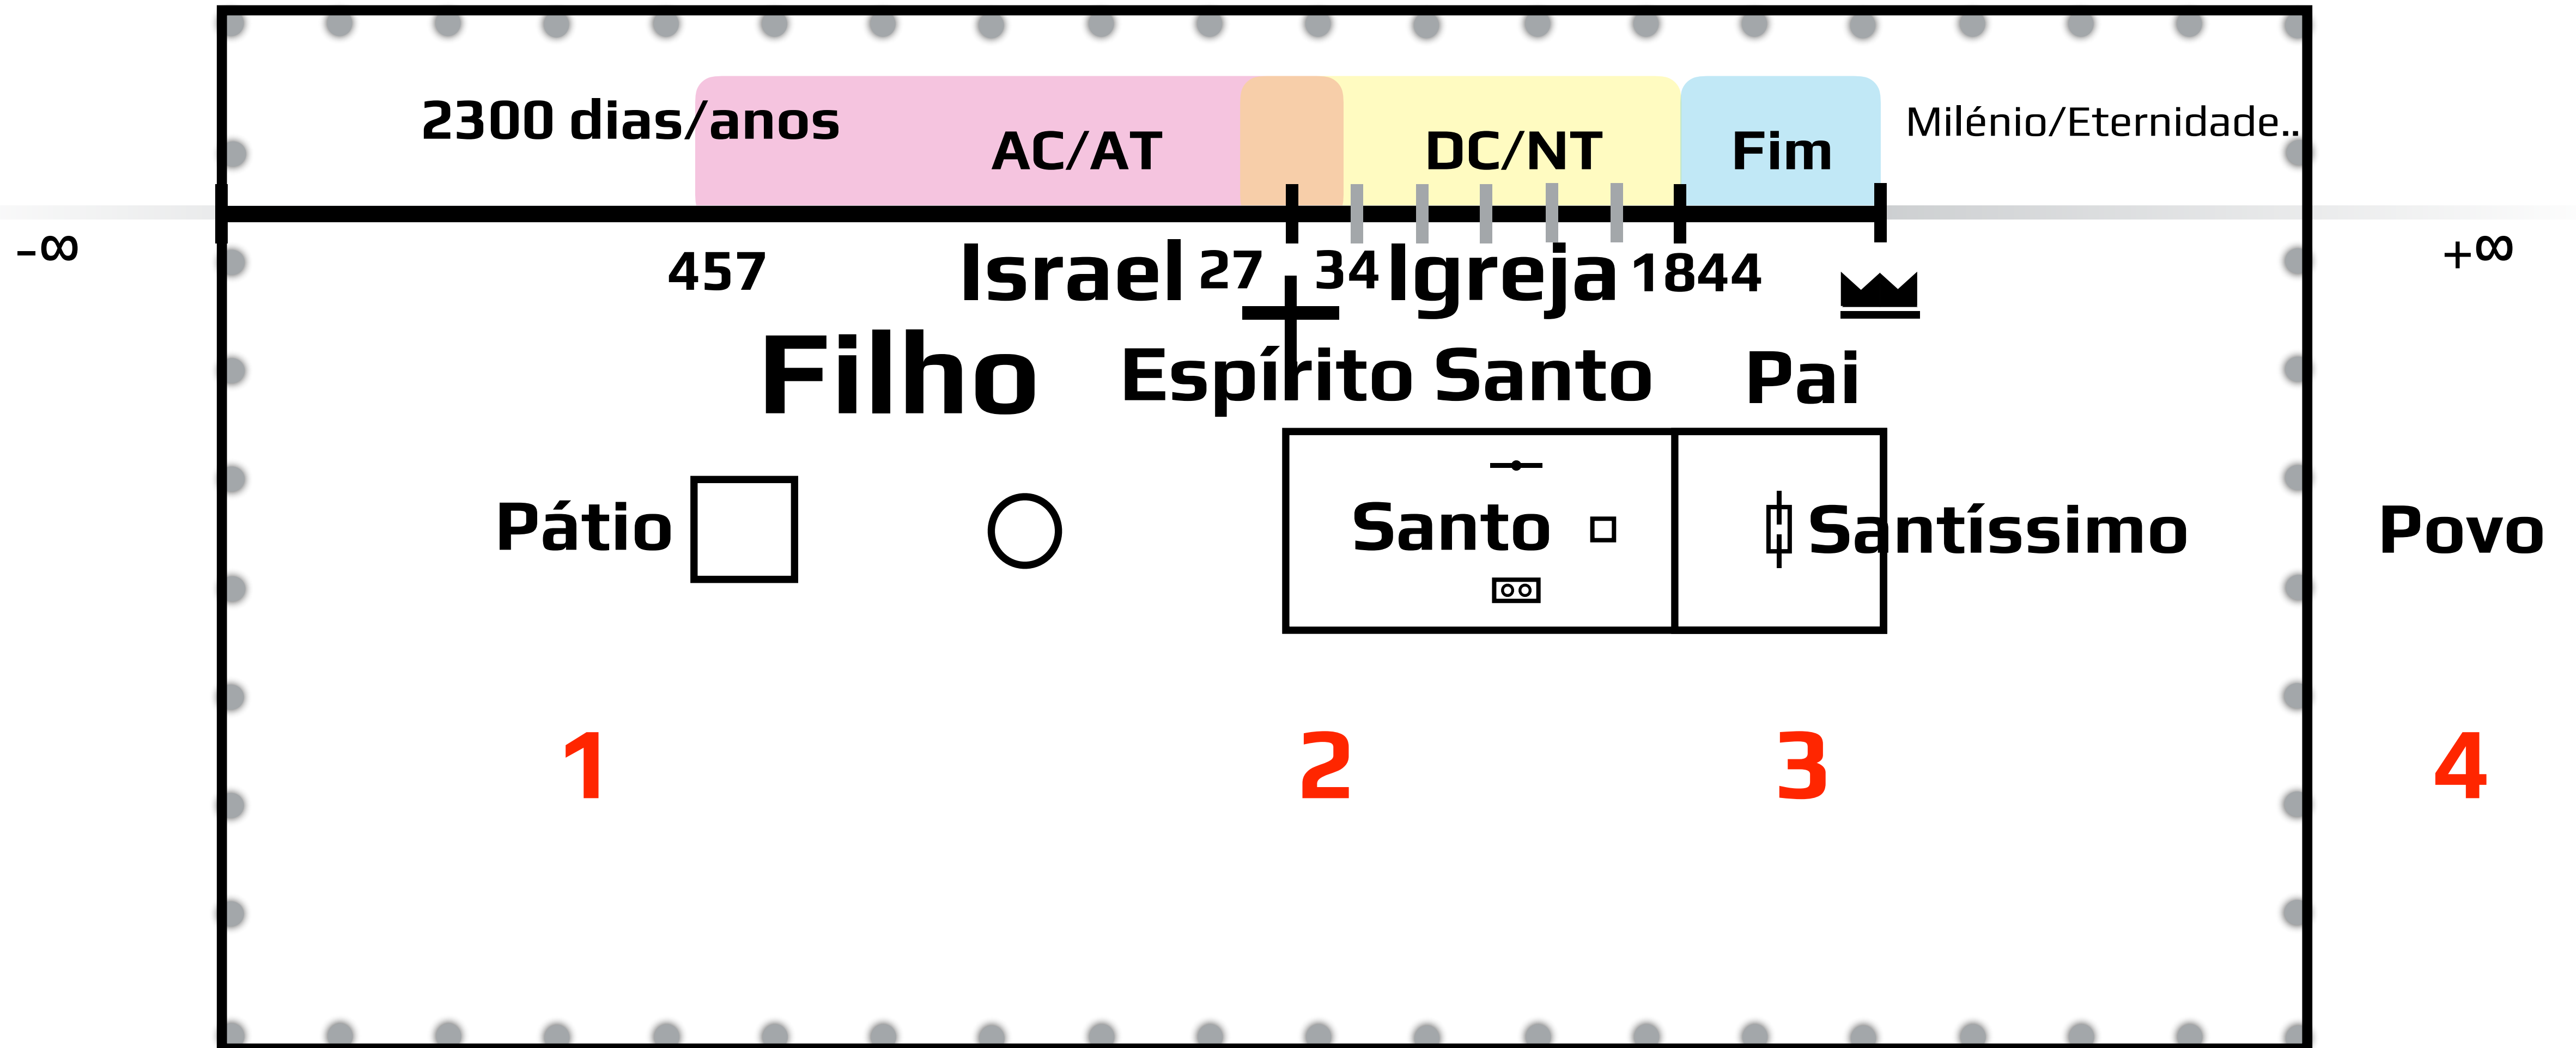 2300 dias/anos
AC/AT
DC/NT
Fim
Milénio/Eternidade..
-∞
+∞
457
Israel
27
34
Igreja
1844
Filho
Espírito Santo
Pai
Pátio
Santo
Santíssimo
Povo
1
2
3
4